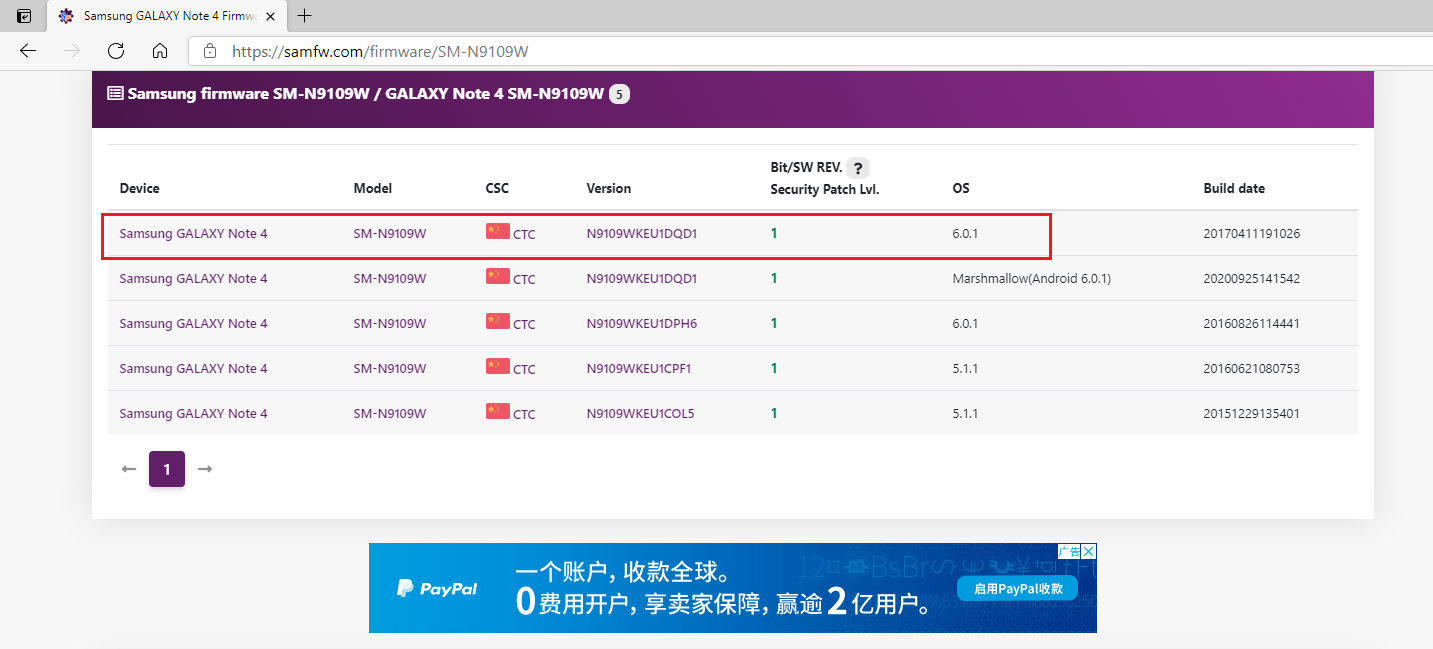 Samsung GALAXY Note 4 Firmwa
https://samfw.com/firmware/SM-N9109W
Samsung firmware SM-N9109W / GALAXY Note 4 SM-N9109W 5
Device Model CSC Version Bit/SW REV. ? Security Patch Lvl. OS Build date
Samsung GALAXY Note 4 SM-N9109W CTC N9109WKEU1DQD1 1 6.0.1 20170411191026
Samsung GALAXY Note 4 SM-N9109W CTC N9109WKEU1DQD1 1 Marshmallow(Android 6.0.1) 20200925141542
Samsung GALAXY Note 4 SM-N9109W CTC N9109WKEU1DPH6 1 6.0.1 20160826114441
Samsung GALAXY Note 4 SM-N9109W CTC N9109WKEU1CPF1 1 5.1.1 20160621080753
Samsung GALAXY Note 4 SM-N9109W CTC N9109WKEU1COL5 1 5.1.1 20151229135401
← 1 →
广告
PayPal
一个账户，收款全球。
0费用开户，享卖家保障，赢逾2亿用户。
启用PayPal收款